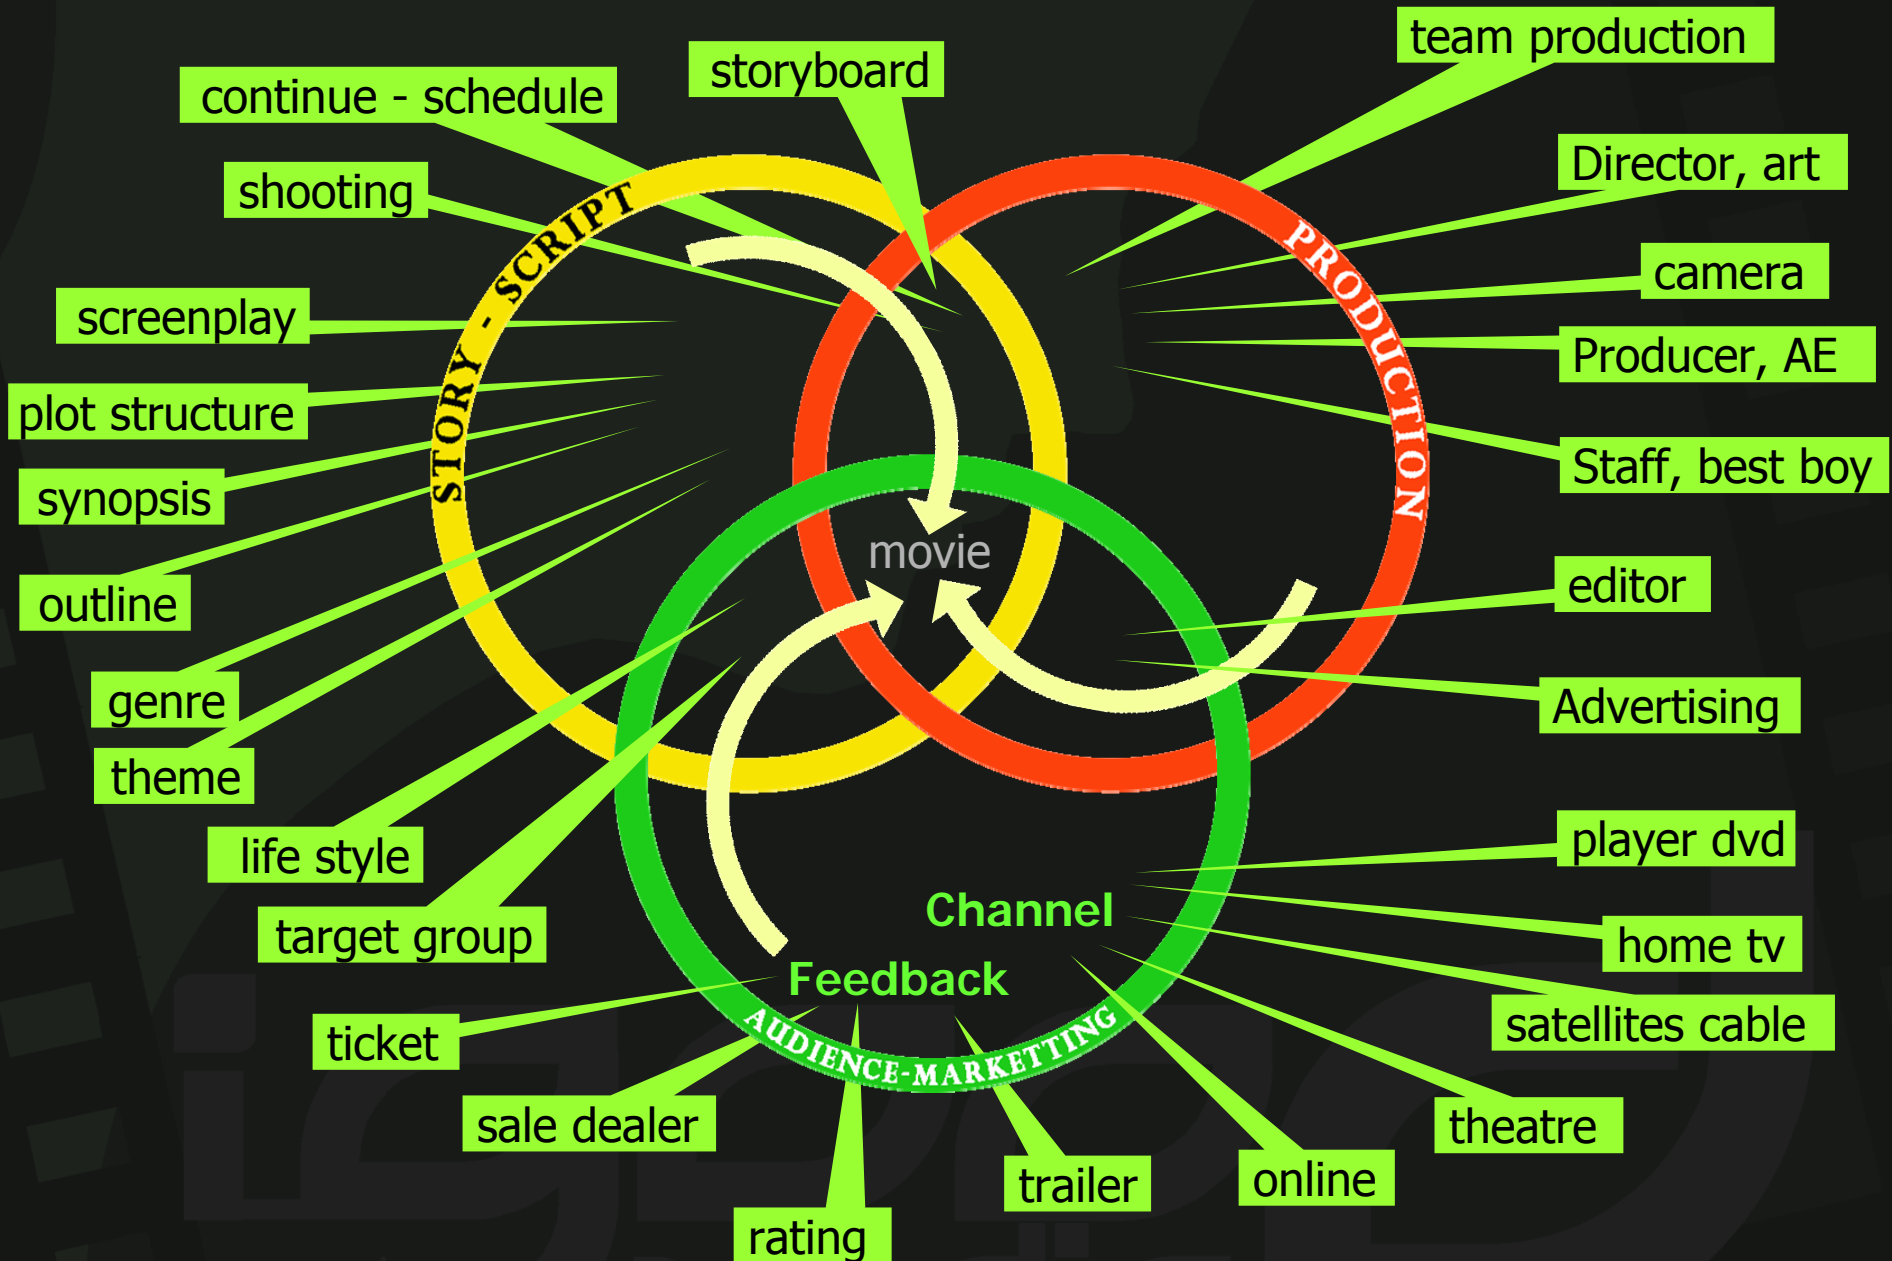 team production
storyboard
continue - schedule
Director, art
shooting
STORY - SCRIPT
PRODUCTION
camera
screenplay
Producer, AE
plot structure
Staff, best boy
synopsis
movie
editor
outline
genre
Advertising
theme
player dvd
life style
Channel
target group
home tv
Feedback
satellites cable
AUDIENCE-MARKETTING
ticket
sale dealer
theatre
trailer
online
rating